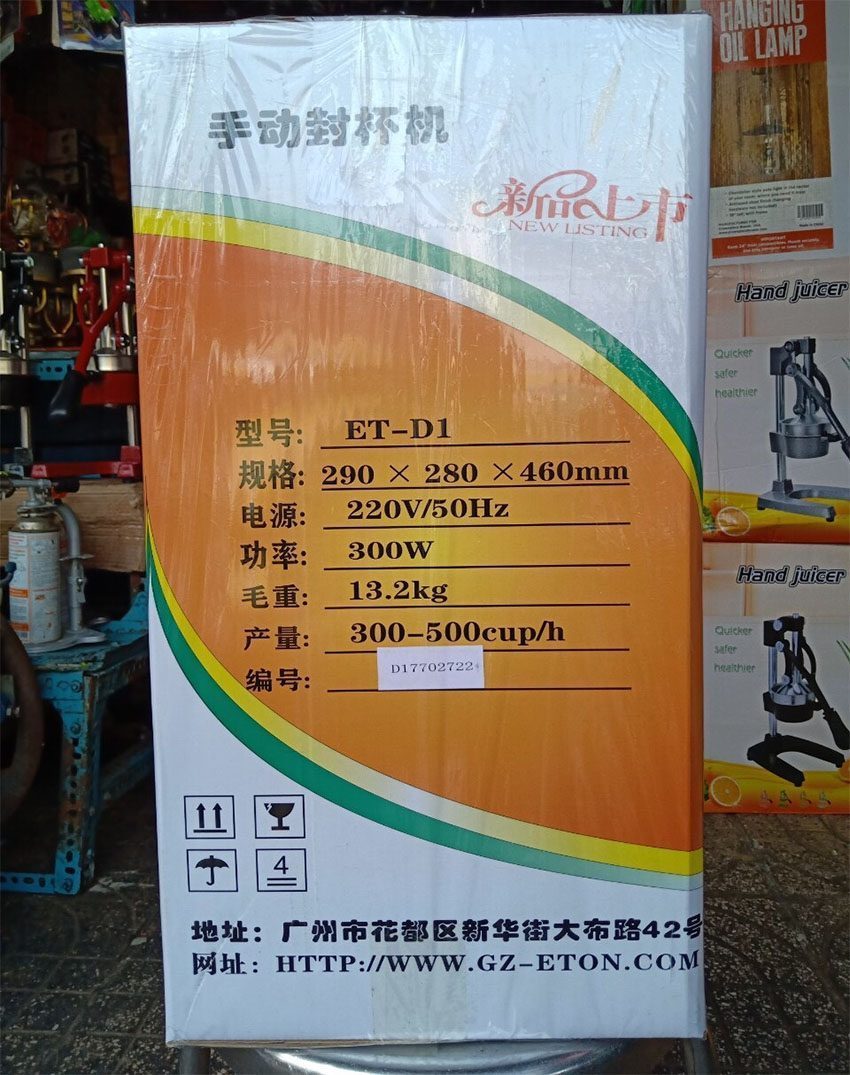 手动封杯机
新品上市
NEW LISTING
型号: ET-D1
规格: 290 × 280 ×460mm
电源: 220V/50Hz
功率: 300W
毛重: 13.2kg
产量: 300-500cup/h
编号: D17702722
4
地址：广州市花都区新华街大布路42号
网址：HTTP://WWW.GZ-ETON.COM
HANGING
OIL LAMP
IMPORTANT
Hand juicer
Quicker
safer
healthier
Hand juicer
Quicker
safer
healthier